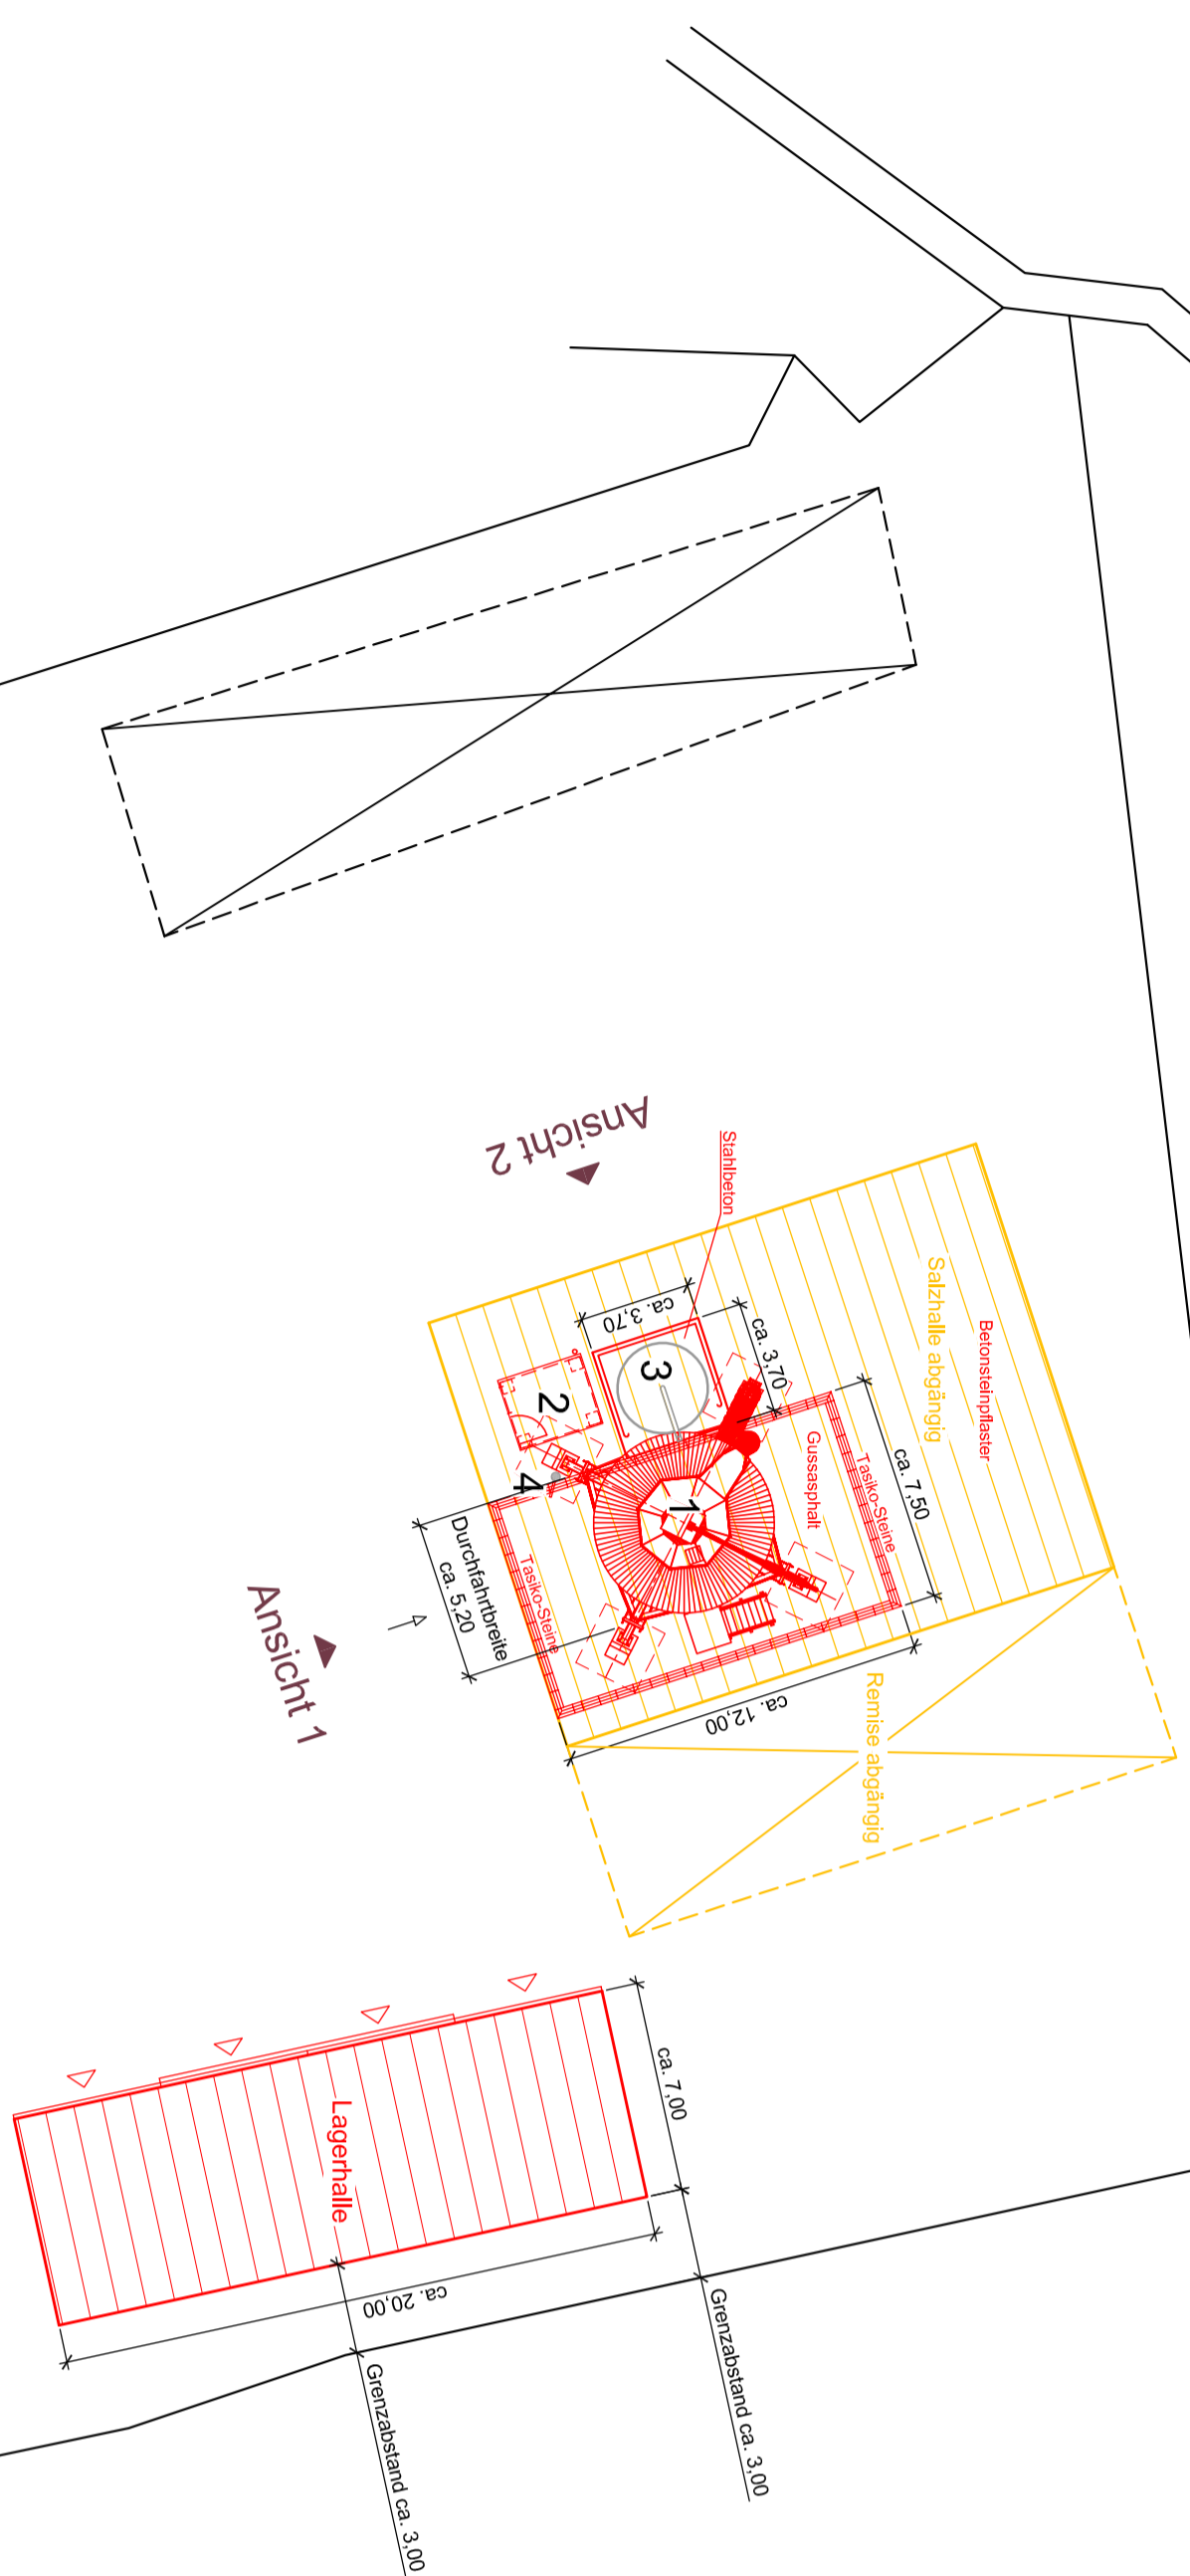 Ansicht 2
Stahlbeton
Betonsteinpflaster
Salzhalle abgängig
ca. 3,70
ca. 3,70
3
2
4
1
Gussasphalt
Tasiko-Steine
ca. 7,50
Tasiko-Steine
Durchfahrtbreite
ca. 5,20
Ansicht 1
ca. 12,00
Remise abgängig
Lagerhalle
ca. 7,00
ca. 20,00
Grenzabstand ca. 3,00
Grenzabstand ca. 3,00